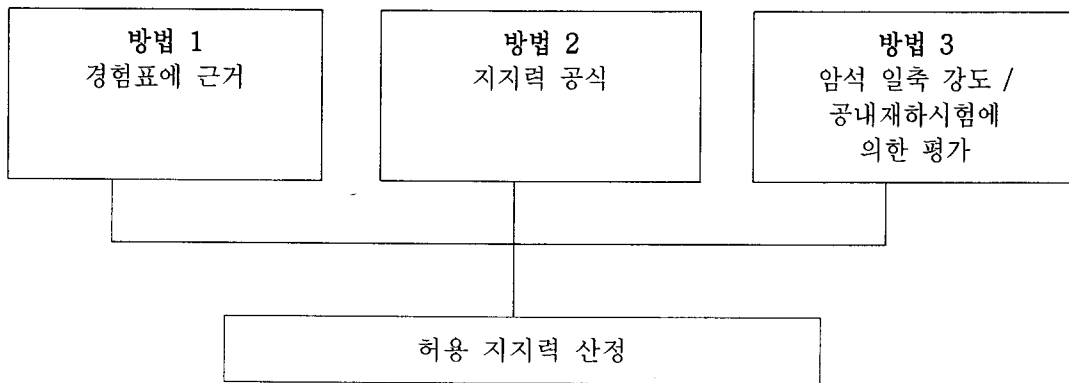 방법 1
경험표에 근거
방법 2
지지력 공식
방법 3
암석 일축 강도 /
공내재하시험에
의한 평가
허용 지지력 산정